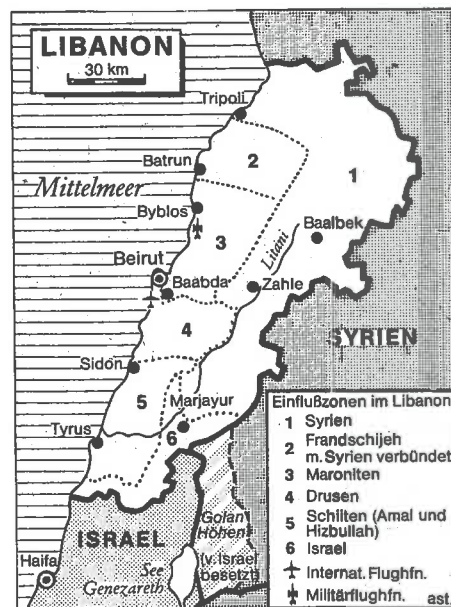 LIBANON
30 km
Tripoli
2
1
Batrun
Mittelmeer
Byblos
3
Baalbek
Litani
Beirut
Baabda
Zahle
4
SYRIEN
Sidon
5
Marjayur
6
Tyrus
ISRAEL
Golan
Höhen
(v. Israel
besetzt)
Haifa
See
Genezareth
Einflußzonen im Libanon
1 Syrien
2 Frandschijeh
m. Syrien verbündet
3 Maroniten
4 Drusen
5 Schiiten (Amal und
Hizbullah)
6 Israel
Internat. Flughfn.
Militärflughfn.
ast